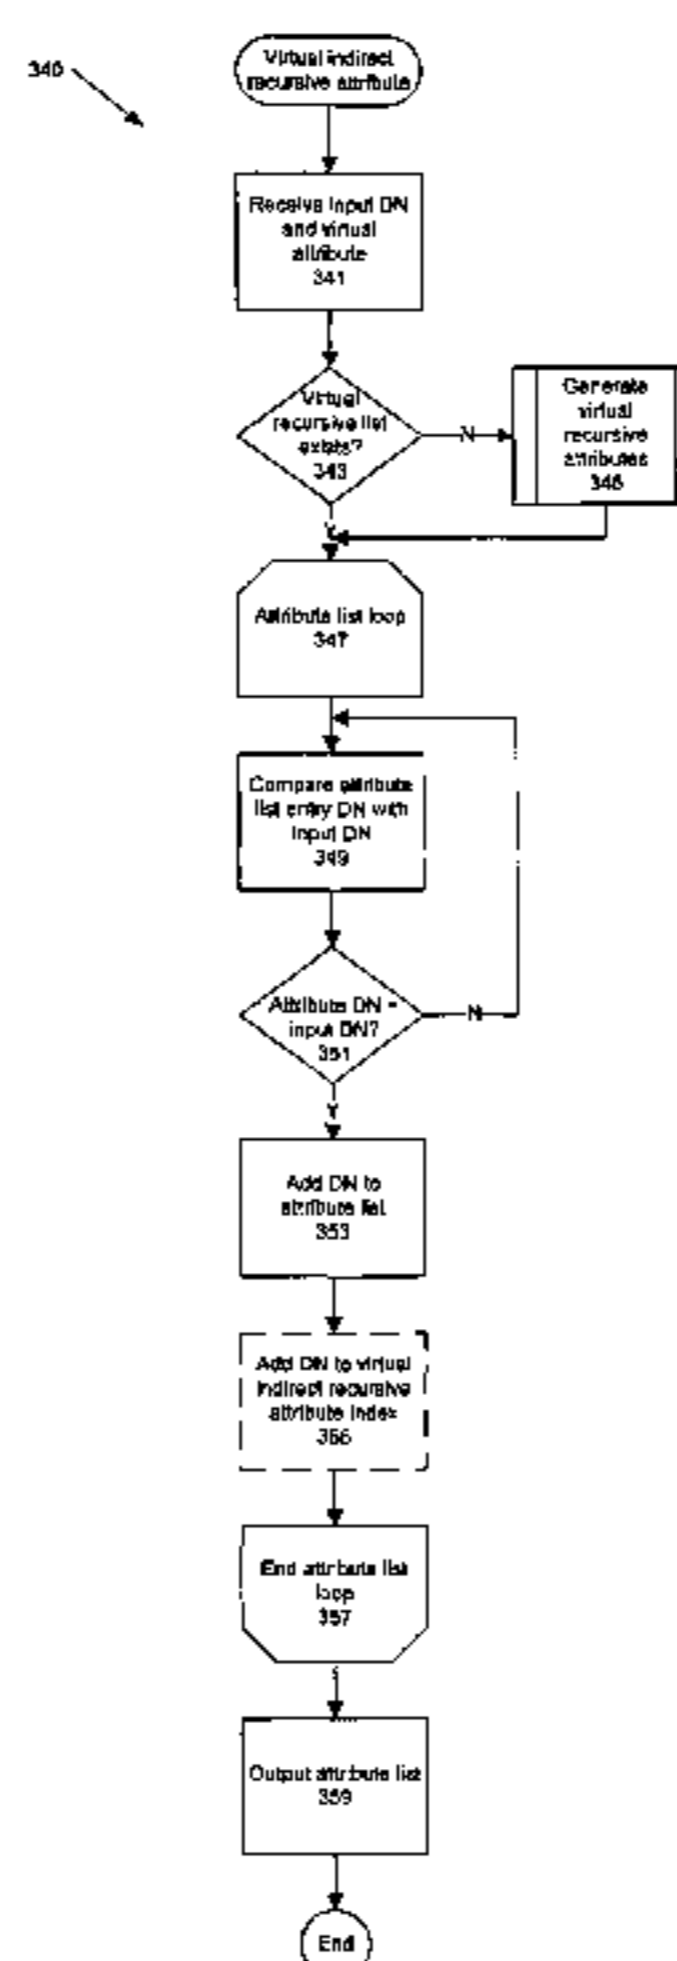 340
Virtual indirect
recursive attribute
Receive input DN
and virtual
attribute
341
Virtual
recursive list
exists?
343
N
Generate
virtual
recursive
attributes
Y
Attribute list loop
347
Compare attribute
list entry DN with
input DN
349
Attribute DN =
input DN?
351
N
Y
Add DN to
attribute list
353
Add DN to virtual
indirect recursive
attribute index
End attribute list
loop
357
Output attribute list
359
End